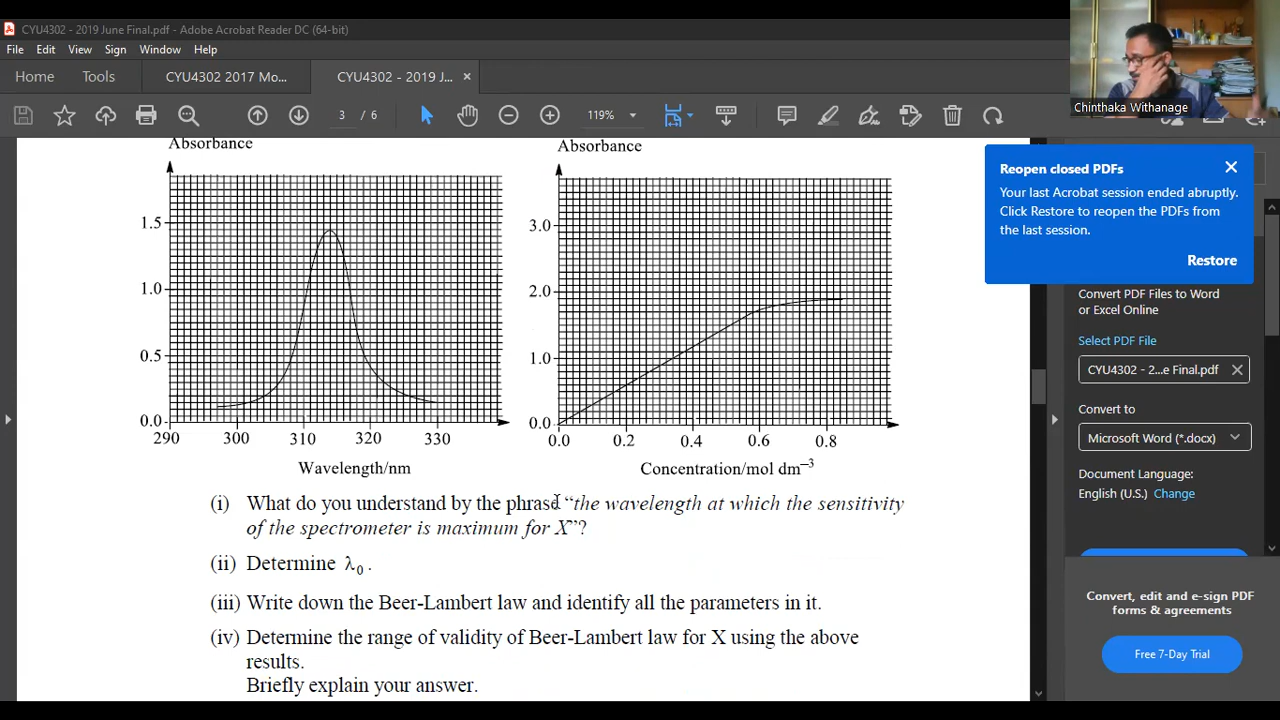 CYU4302 - 2019 June Final.pdf - Adobe Acrobat Reader DC (64-bit)
File Edit View Sign Window Help
Home Tools CYU4302 2017 Mo... CYU4302 - 2019 J... ×
3 / 6 119%
Chinthaka Withanage
Reopen closed PDFs
Your last Acrobat session ended abruptly.
Click Restore to reopen the PDFs from
the last session.
Restore
Convert PDF Files to Word
or Excel Online
Select PDF File
CYU4302 - 2...e Final.pdf
Convert to
Microsoft Word (*.docx)
Document Language:
English (U.S.) Change
Convert, edit and e-sign PDF
forms & agreements
Free 7-Day Trial
Absorbance
1.5
1.0
0.5
0.0
290 300 310 320 330
Wavelength/nm
Absorbance
3.0
2.0
1.0
0.0
0.0 0.2 0.4 0.6 0.8
Concentration/mol dm⁻³
(i) What do you understand by the phrase “the wavelength at which the sensitivity
of the spectrometer is maximum for X”?
(ii) Determine λ₀ .
(iii) Write down the Beer-Lambert law and identify all the parameters in it.
(iv) Determine the range of validity of Beer-Lambert law for X using the above
results.
Briefly explain your answer.